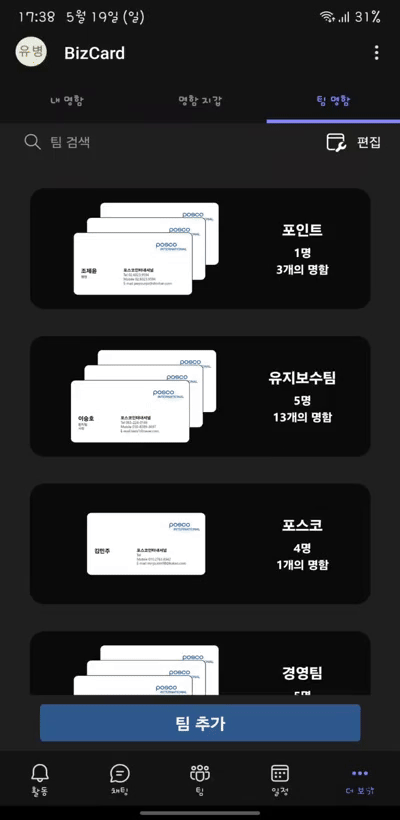 17:38 5월 19일 (일)
31%
유병
BizCard
내 명함
명함 지갑
팀 명함
팀 검색
편집
posco
INTERNATIONAL
조재윤
포스코인터내셔널
포인트
1명
3개의 명함
posco
INTERNATIONAL
이승호
포스코인터내셔널
유지보수팀
5명
13개의 명함
posco
INTERNATIONAL
김민주
포스코인터내셔널
포스코
4명
1개의 명함
posco
경영팀
팀 추가
활동
채팅
팀
일정
더 보기